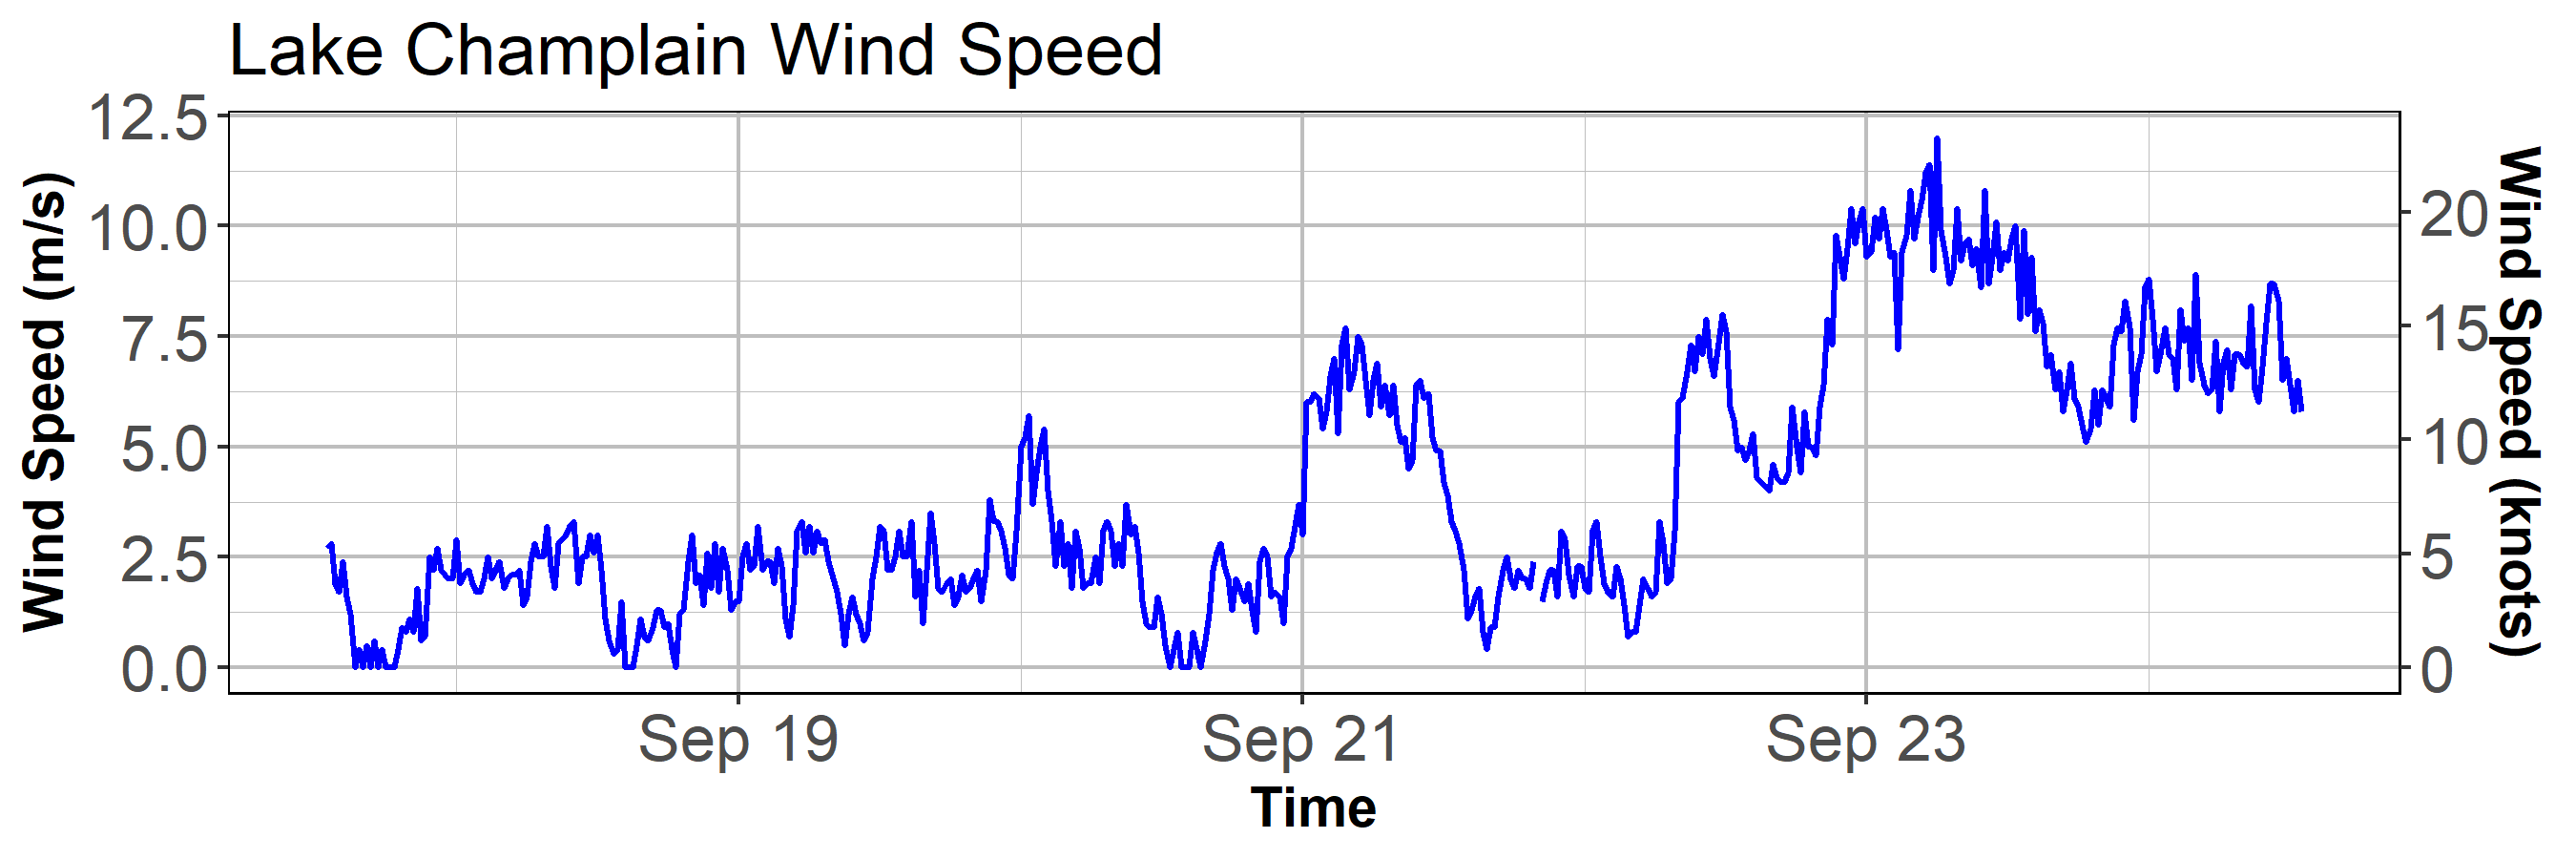 Lake Champlain Wind Speed
Wind Speed (m/s)
12.5
10.0
7.5
5.0
2.5
0.0
20
15
10
5
0
Wind Speed (knots)
Sep 19 Sep 21 Sep 23
Time